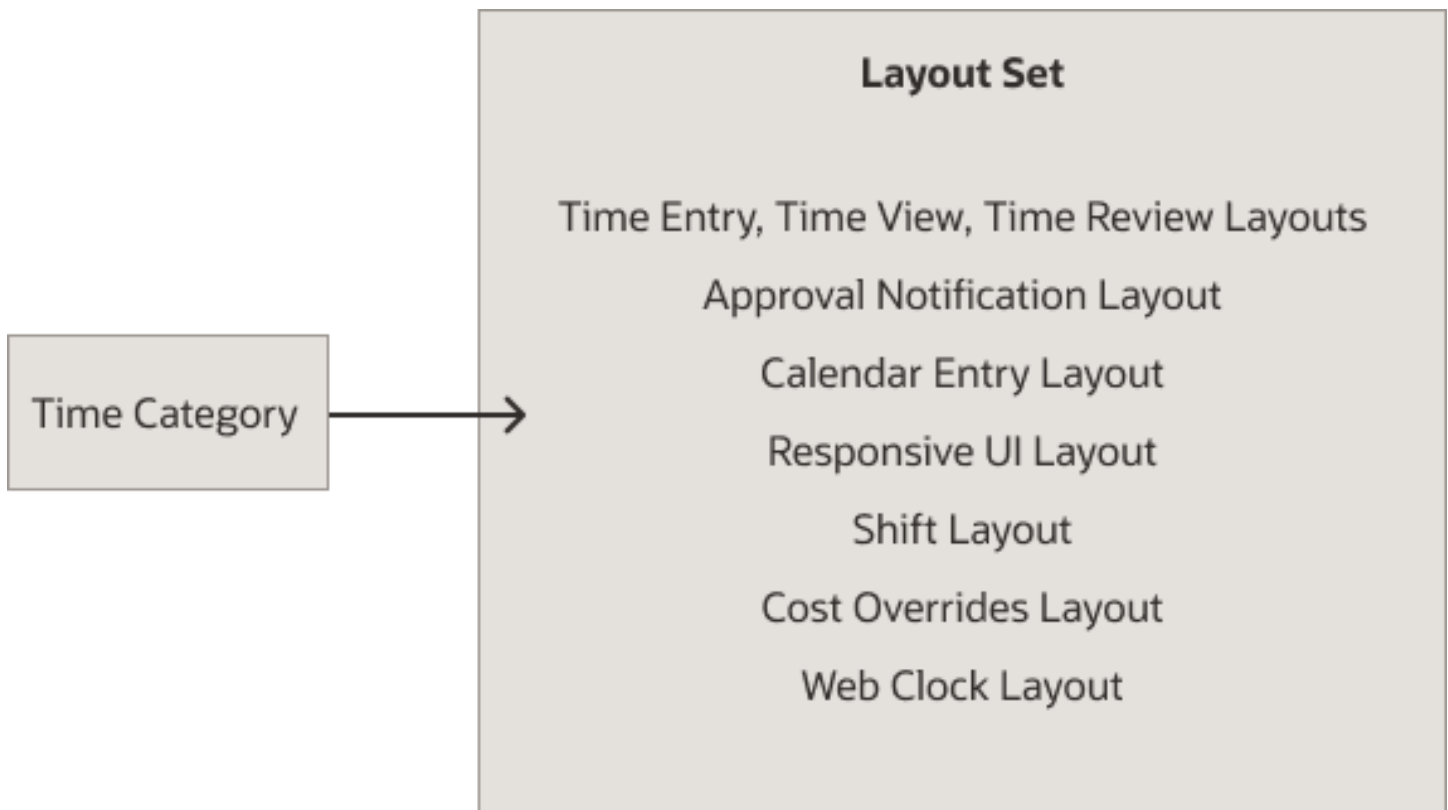 Layout Set
Time Entry, Time View, Time Review Layouts
Approval Notification Layout
Calendar Entry Layout
Time Category
Responsive UI Layout
Shift Layout
Cost Overrides Layout
Web Clock Layout